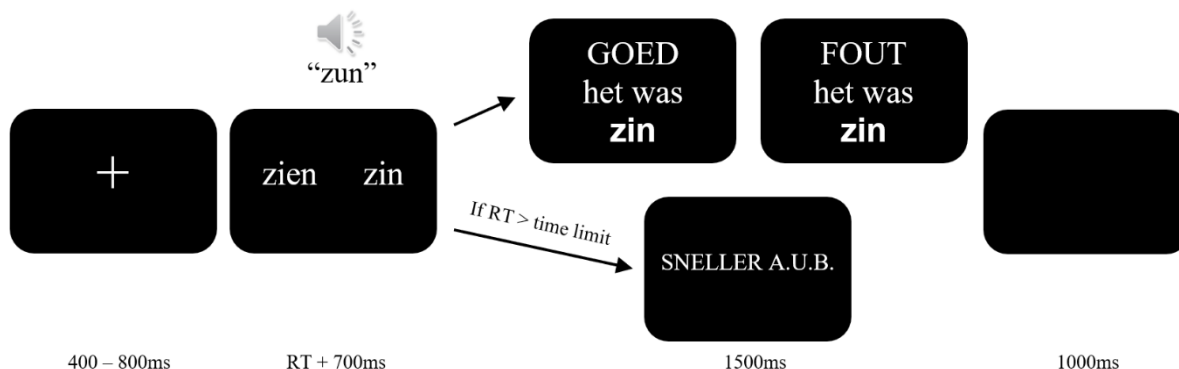 “zun”
+
zien zin
GOED
het was
zin
FOUT
het was
zin
If RT > time limit
SNELLER A.U.B.
400 – 800ms
RT + 700ms
1500ms
1000ms